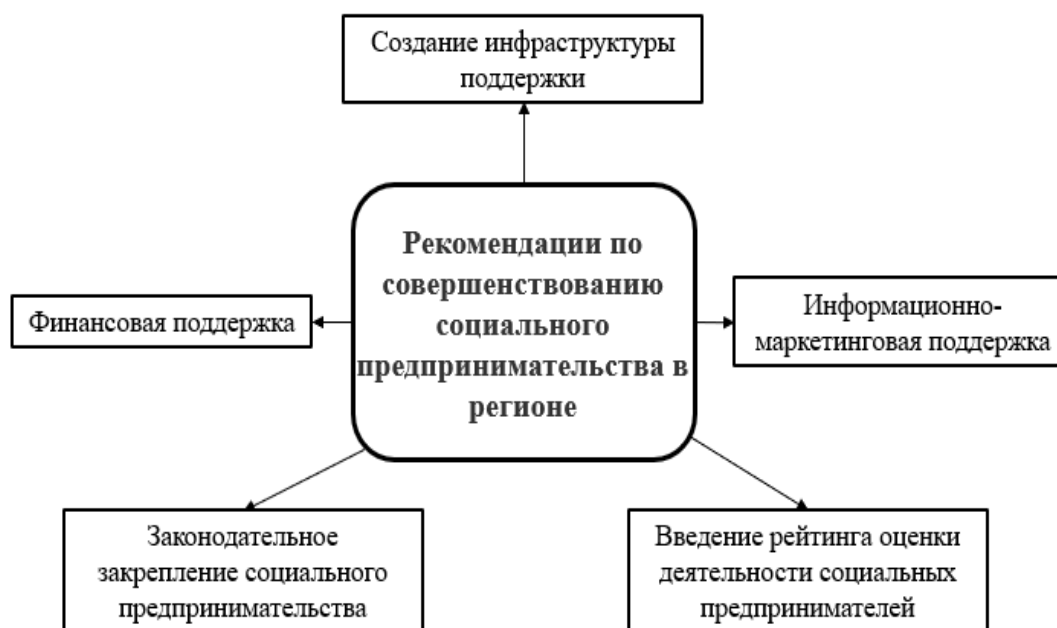 Создание инфраструктуры
поддержки
Рекомендации по
совершенствованию
социального
предпринимательства в
регионе
Финансовая поддержка
Информационно-
маркетинговая поддержка
Законодательное
закрепление социального
предпринимательства
Введение рейтинга оценки
деятельности социальных
предпринимателей